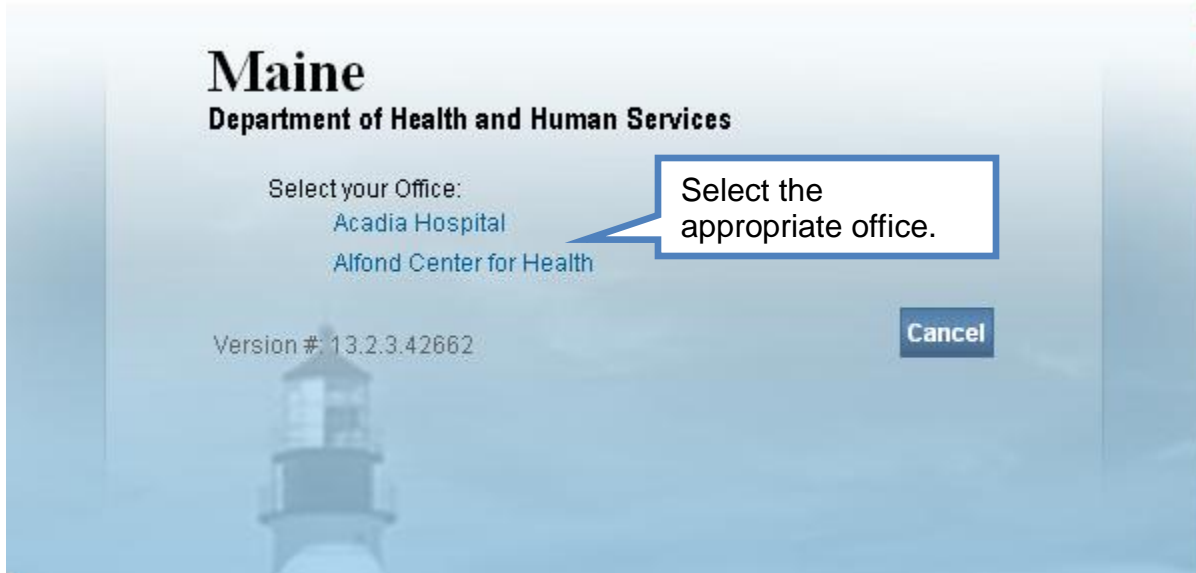 Maine
Department of Health and Human Services
Select your Office:
Acadia Hospital
Alfond Center for Health
Select the
appropriate office.
Version #: 13.2.3.42662
Cancel